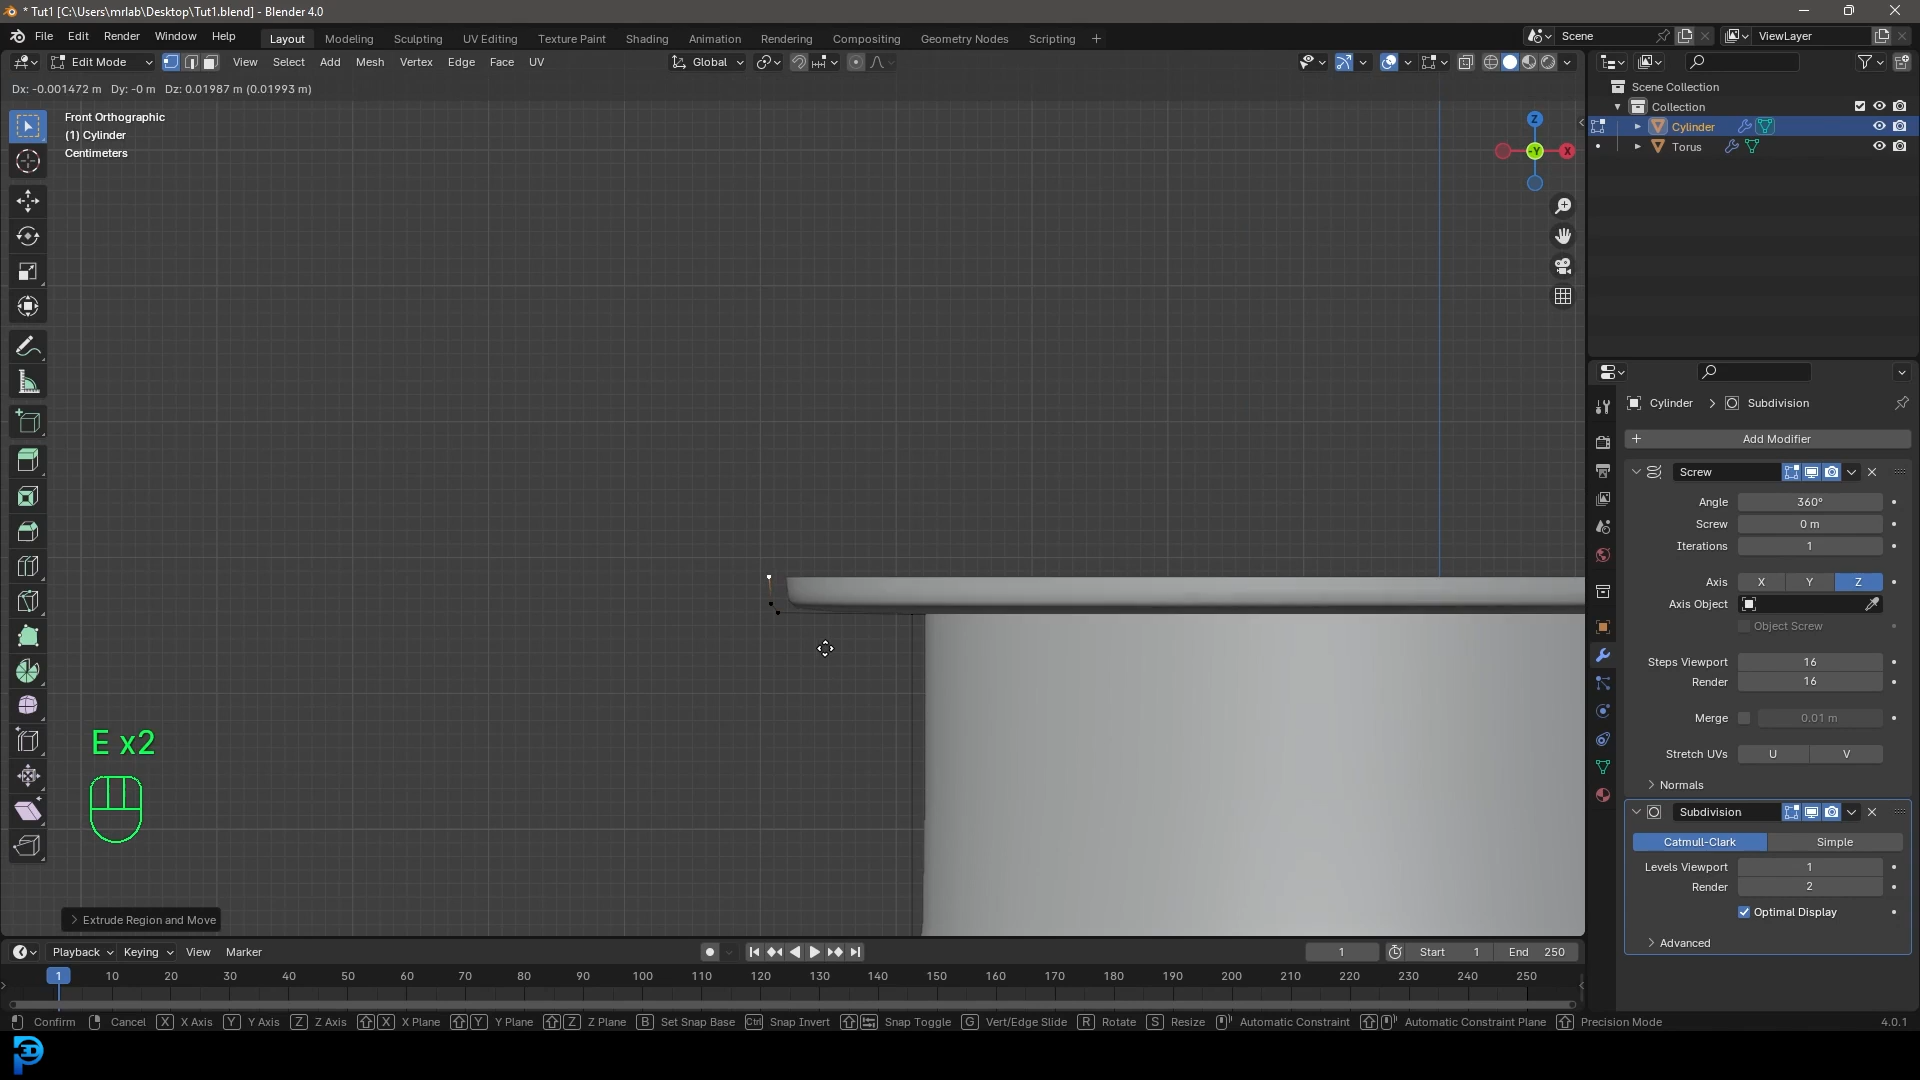 * Tut1 [C:\Users\mrlab\Desktop\Tut1.blend] - Blender 4.0
File Edit Render Window Help
Layout Modeling Sculpting UV Editing Texture Paint Shading Animation Rendering Compositing Geometry Nodes Scripting +
Scene
ViewLayer
Edit Mode View Select Add Mesh Vertex Edge Face UV
Global
Dx: -0.001472 m Dy: -0 m Dz: 0.01987 m (0.01993 m)
Front Orthographic
(1) Cylinder
Centimeters
Z
-Y
X
Scene Collection
Collection
Cylinder
Torus
Cylinder > Subdivision
+ Add Modifier
Screw
Angle 360°
Screw 0 m
Iterations 1
Axis X Y Z
Axis Object
Object Screw
Steps Viewport 16
Render 16
Merge 0.01 m
Stretch UVs U V
> Normals
Subdivision
Catmull-Clark Simple
Levels Viewport 1
Render 2
Optimal Display
> Advanced
E x2
> Extrude Region and Move
Playback Keying View Marker
1 Start 1 End 250
1 10 20 30 40 50 60 70 80 90 100 110 120 130 140 150 160 170 180 190 200 210 220 230 240 250
Confirm Cancel X X Axis Y Y Axis Z Z Axis X X Plane Y Y Plane Z Z Plane B Set Snap Base Ctrl Snap Invert Snap Toggle G Vert/Edge Slide R Rotate S Resize Automatic Constraint Automatic Constraint Plane Precision Mode 4.0.1
3D